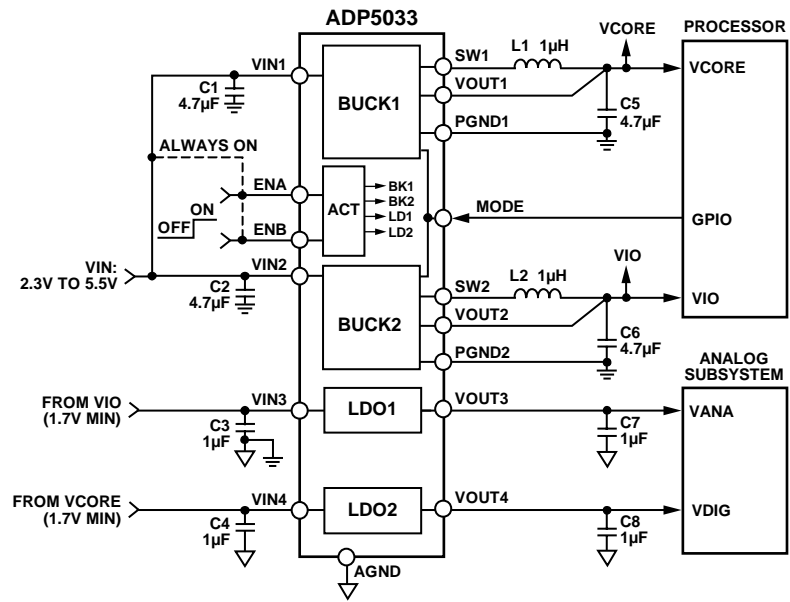 ADP5033
PROCESSOR
VIN1
C1
4.7µF
BUCK1
SW1
L1 1µH
VCORE
VOUT1
VCORE
PGND1
C5
4.7µF
ALWAYS ON
ENA
ON
OFF
ENB
ACT
BK1
BK2
LD1
LD2
MODE
GPIO
VIN:
2.3V TO 5.5V
VIN2
C2
4.7µF
BUCK2
SW2
L2 1µH
VIO
VOUT2
VIO
PGND2
C6
4.7µF
ANALOG
SUBSYSTEM
FROM VIO
(1.7V MIN)
VIN3
C3
1µF
LDO1
VOUT3
C7
1µF
VANA
FROM VCORE
(1.7V MIN)
VIN4
C4
1µF
LDO2
VOUT4
C8
1µF
VDIG
AGND